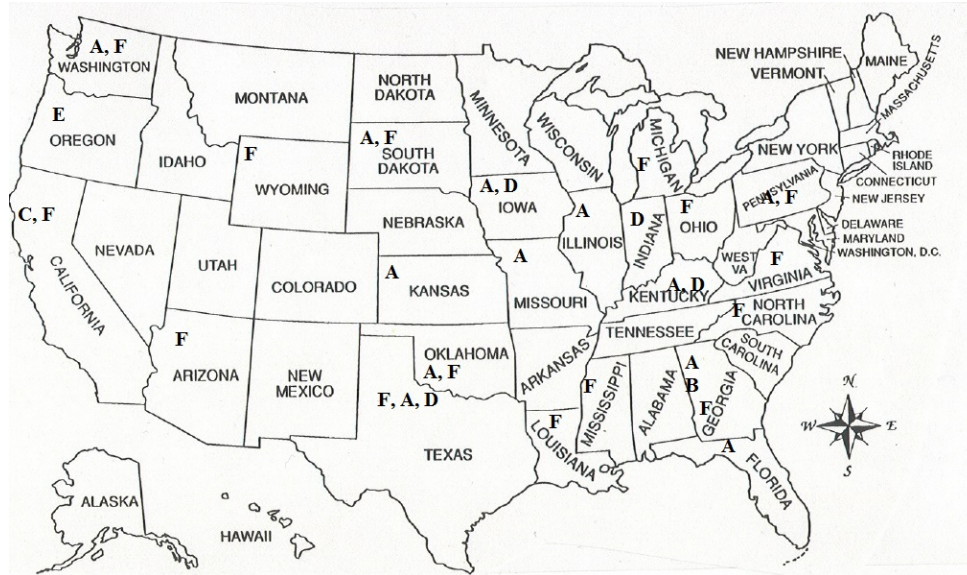 A, F
WASHINGTON
E
OREGON
IDAHO
MONTANA
NORTH
DAKOTA
A, F
SOUTH
DAKOTA
F
WYOMING
MINNESOTA
WISCONSIN
F
MICHIGAN
NEW HAMPSHIRE
VERMONT
MAINE
MASSACHUSETTS
NEW YORK
RHODE
ISLAND
CONNECTICUT
NEW JERSEY
PENNSYLVANIA
A, F
DELAWARE
MARYLAND
WASHINGTON, D.C.
C, F
CALIFORNIA
NEVADA
UTAH
COLORADO
NEBRASKA
A, D
IOWA
A
ILLINOIS
D
INDIANA
F
OHIO
WEST
VA
F
VIRGINIA
A
KANSAS
A
MISSOURI
A, D
KENTUCKY
F
NORTH
CAROLINA
TENNESSEE
SOUTH
CAROLINA
F
ARIZONA
NEW
MEXICO
OKLAHOMA
A, F
ARKANSAS
F, A, D
TEXAS
F
LOUISIANA
F
MISSISSIPPI
ALABAMA
A
B
F
GEORGIA
A
FLORIDA
ALASKA
HAWAII
N
W
E
S